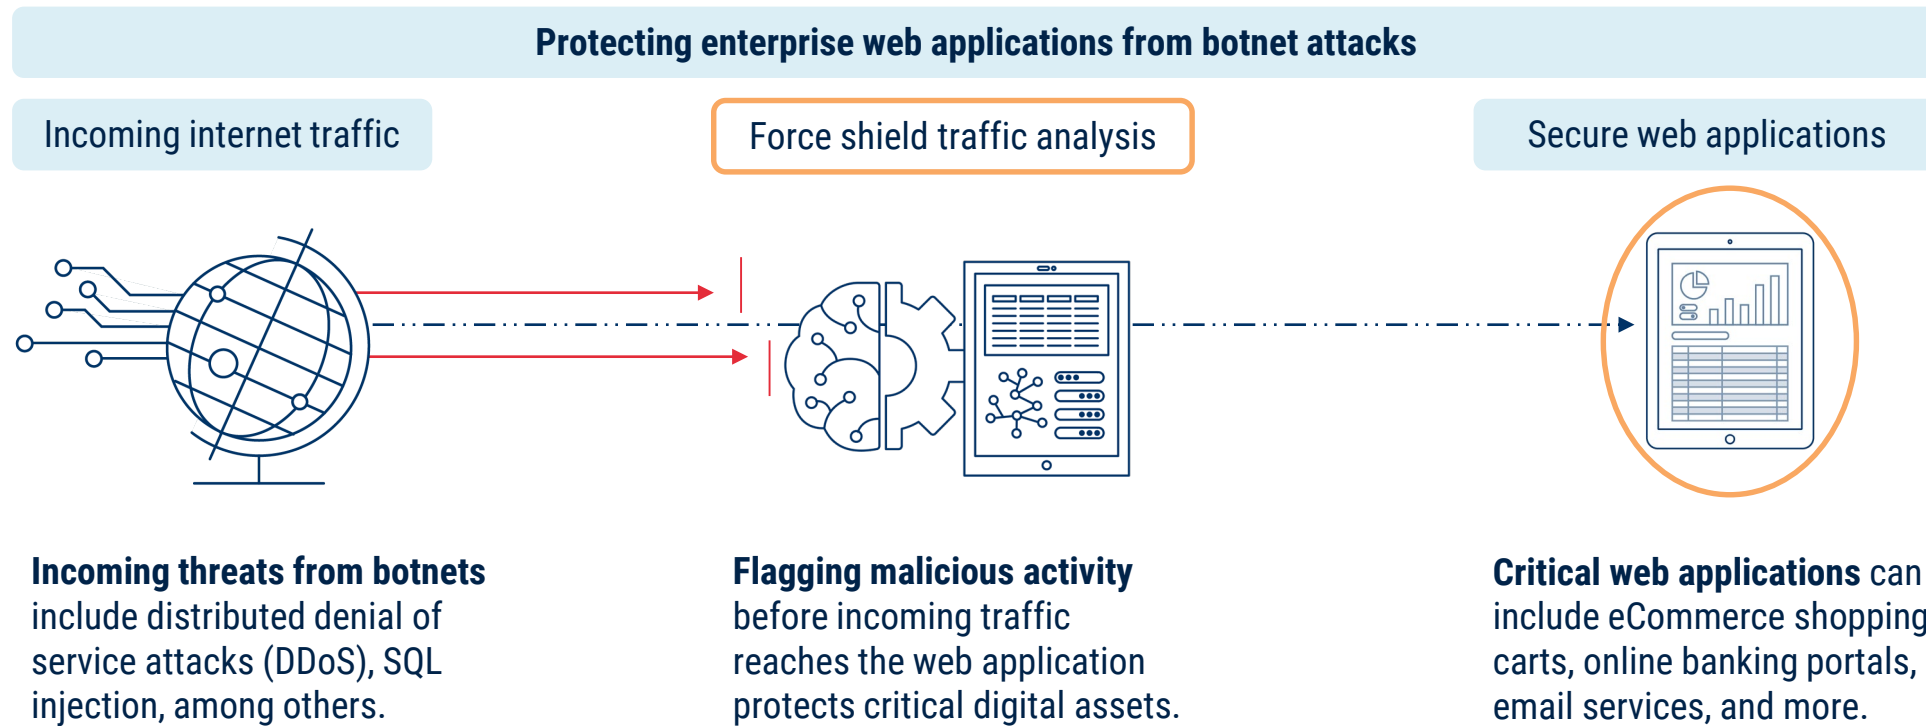 Protecting enterprise web applications from botnet attacks
Incoming internet traffic
Force shield traffic analysis
Secure web applications
Incoming threats from botnets
include distributed denial of
service attacks (DDoS), SQL
injection, among others.
Flagging malicious activity
before incoming traffic
reaches the web application
protects critical digital assets.
Critical web applications can
include eCommerce shopping
carts, online banking portals,
email services, and more.